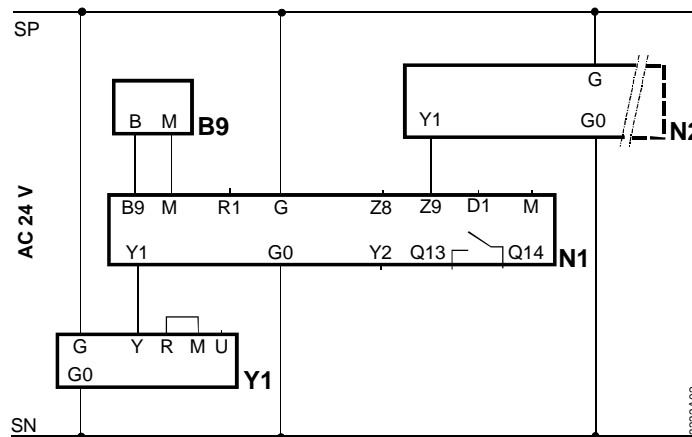 SP
G
B M B9
Y1 G0 N2
AC 24 V
B9 M R1 G Z8 Z9 D1 M
Y1 G0 Y2 Q13 Q14 N1
G Y R M U
G0 Y1
SN